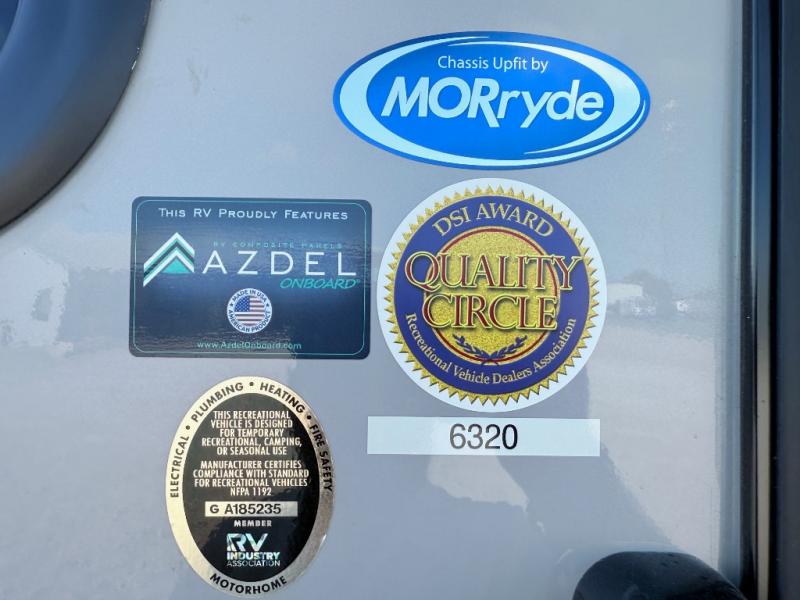 Chassis Upfit by
MORryde
THIS RV PROUDLY FEATURES
RV COMPOSITE PANELS
AZDEL
ONBOARD®
MADE IN USA
AMERICAN PRODUCT
www.AzdelOnboard.com
DSI AWARD
QUALITY
CIRCLE
Recreational Vehicle Dealers Association
6320
ELECTRICAL • PLUMBING • HEATING • FIRE SAFETY
THIS RECREATIONAL
VEHICLE IS DESIGNED
FOR TEMPORARY
RECREATIONAL, CAMPING,
OR SEASONAL USE
MANUFACTURER CERTIFIES
COMPLIANCE WITH STANDARD
FOR RECREATIONAL VEHICLES
NFPA 1192
G A185235
MEMBER
RV
INDUSTRY
ASSOCIATION
MOTORHOME